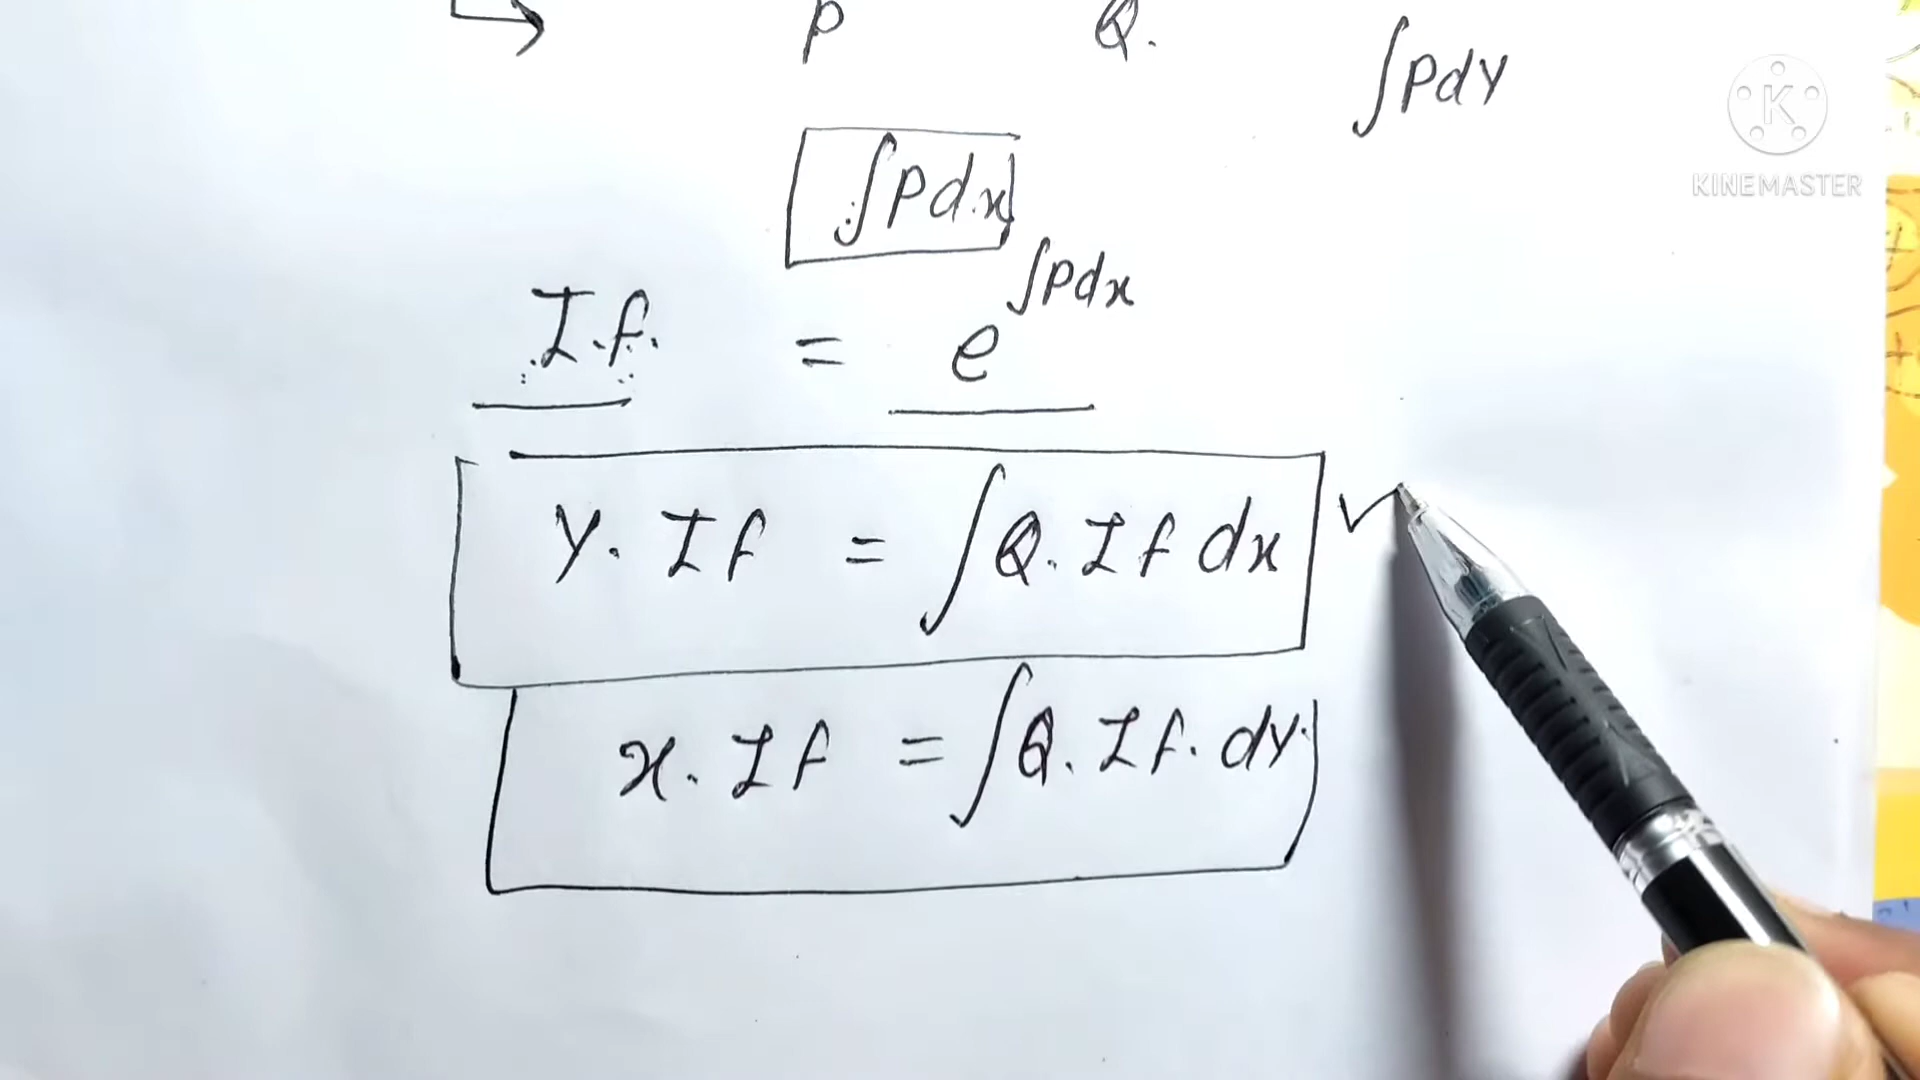 P Q.
∫PdY
∫Pdx
I.f. = e^∫Pdx
Y. If = ∫Q. If dx
x. If = ∫Q. If. dy.
K
KINEMASTER